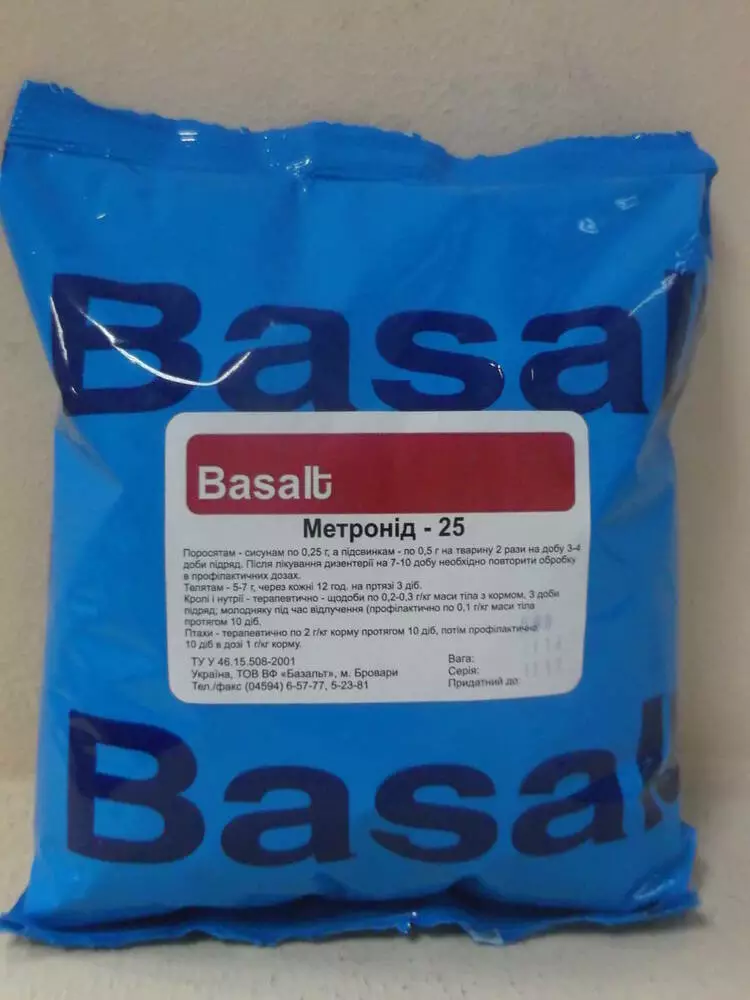 Basal
Basalt
Метронід - 25
Поросятам - сисунам по 0,25 г, а підсвинкам - по 0,5 г на тварину 2 рази на добу 3-4
доби підряд. Після лікування дизентерії на 7-10 добу необхідно повторити обробку
в профілактичних дозах.
Телятам - 5-7 г, через кожні 12 год. на пртязі 3 діб.
Кролі і нутрії - терапевтично - щодоби по 0,2-0,3 г/кг маси тіла з кормом, 3 доби
підряд; молодняку під час відлучення (профілактично по 0,1 г/кг маси тіла
протягом 10 діб.
Птахи - терапевтично по 2 г/кг корму протягом 10 діб, потім профілактично
10 діб в дозі 1 г/кг корму.
ТУ У 46.15.508-2001
Україна, ТОВ ВФ «Базальт», м. Бровари
Тел./факс (04594) 6-57-77, 5-23-81
Вага:
Серія:
Придатний до:
Basal